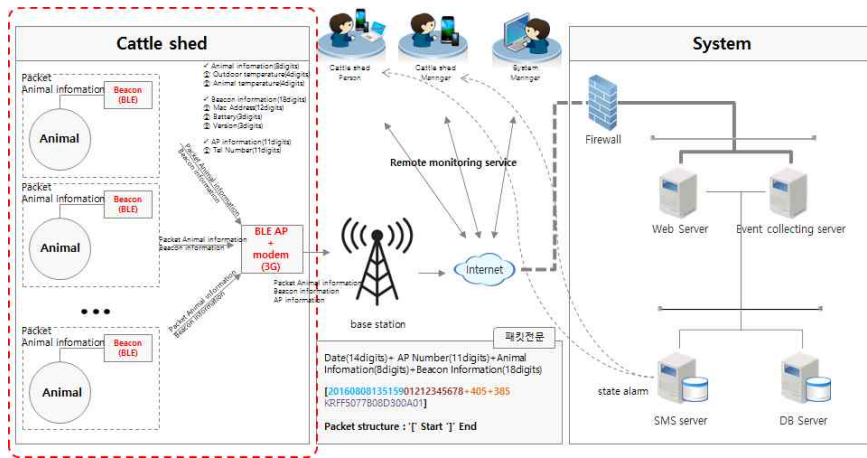 Cattle shed
Packet
Animal infomation
Beacon
(BLE)
Animal
✓ Animal infomation(8digits)
① Outdoor temperature(4digits)
② Animal temperature(4digits)
✓ Beacon information(18digits)
① Mac Address(12digits)
② Battery(3digits)
③ Version(3digits)
✓ AP information(11digits)
① Tel Number(11digits)
Packet Animal infomation
Beacon information
Packet
Animal infomation
Beacon
(BLE)
Animal
Packet Animal information
Beacon information
Packet
Animal infomation
Beacon
(BLE)
Animal
Packet Animal infomation
Beacon information
BLE AP
+
modem
(3G)
Packet Animal infomation
Beacon information
AP information
base station
Cattle shed
Person
Cattle shed
Maringer
System
Maringer
Remote monitoring service
Internet
패킷전문
Date(14digits)+ AP Number(11digits)+Animal
Infomation(8digits)+Beacon Information(18digits)
[2016080813515901212345678+405+385
KRFF5077B08D300A01]
Packet structure : '[' Start ']' End
System
Firewall
Web Server
Event collecting server
state alarm
SMS server
DB Server